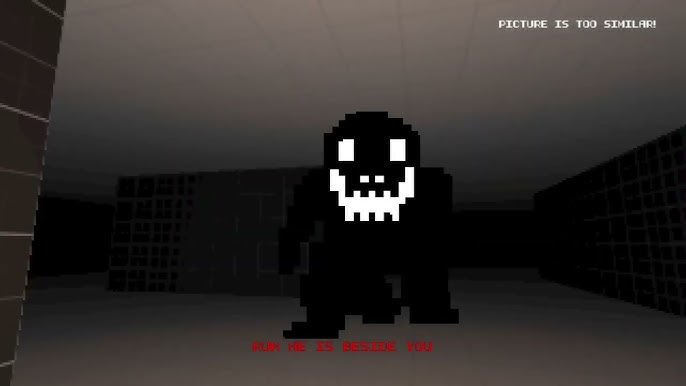 PICTURE IS TOO SIMILAR!
RUN HE IS BESIDE YOU